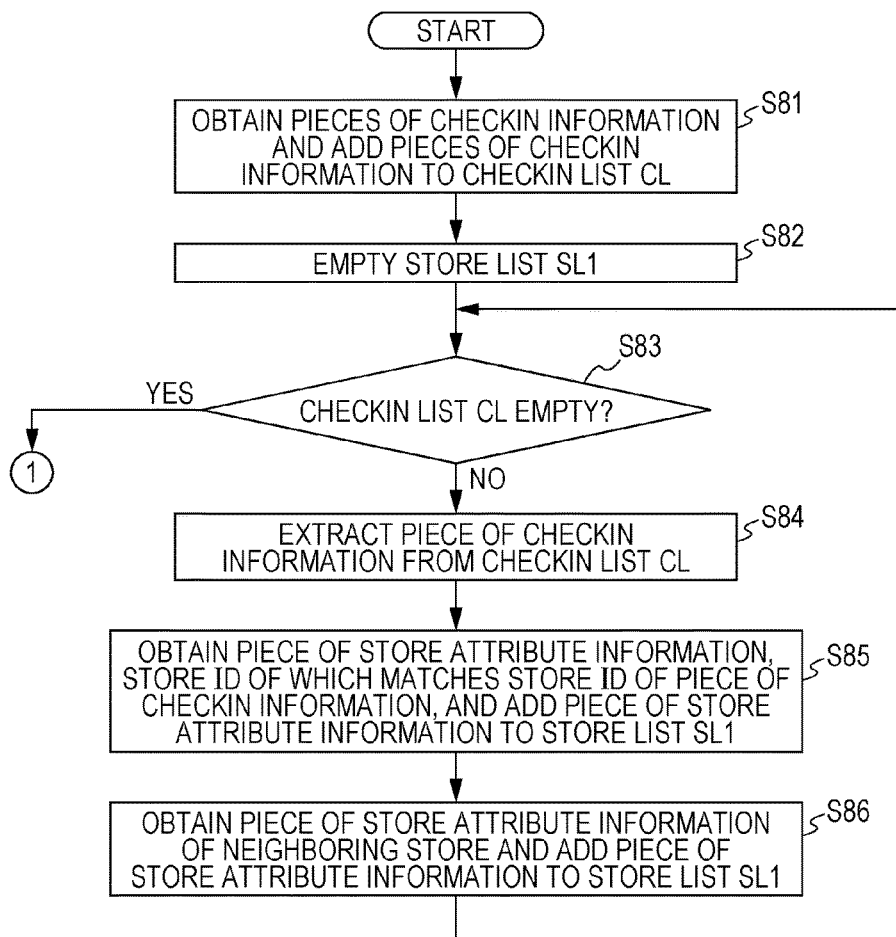 START
S81
OBTAIN PIECES OF CHECKIN INFORMATION
AND ADD PIECES OF CHECKIN
INFORMATION TO CHECKIN LIST CL
S82
EMPTY STORE LIST SL1
S83
YES
CHECKIN LIST CL EMPTY?
1
NO
S84
EXTRACT PIECE OF CHECKIN
INFORMATION FROM CHECKIN LIST CL
S85
OBTAIN PIECE OF STORE ATTRIBUTE INFORMATION,
STORE ID OF WHICH MATCHES STORE ID OF PIECE OF
CHECKIN INFORMATION, AND ADD PIECE OF STORE
ATTRIBUTE INFORMATION TO STORE LIST SL1
S86
OBTAIN PIECE OF STORE ATTRIBUTE INFORMATION
OF NEIGHBORING STORE AND ADD PIECE OF
STORE ATTRIBUTE INFORMATION TO STORE LIST SL1